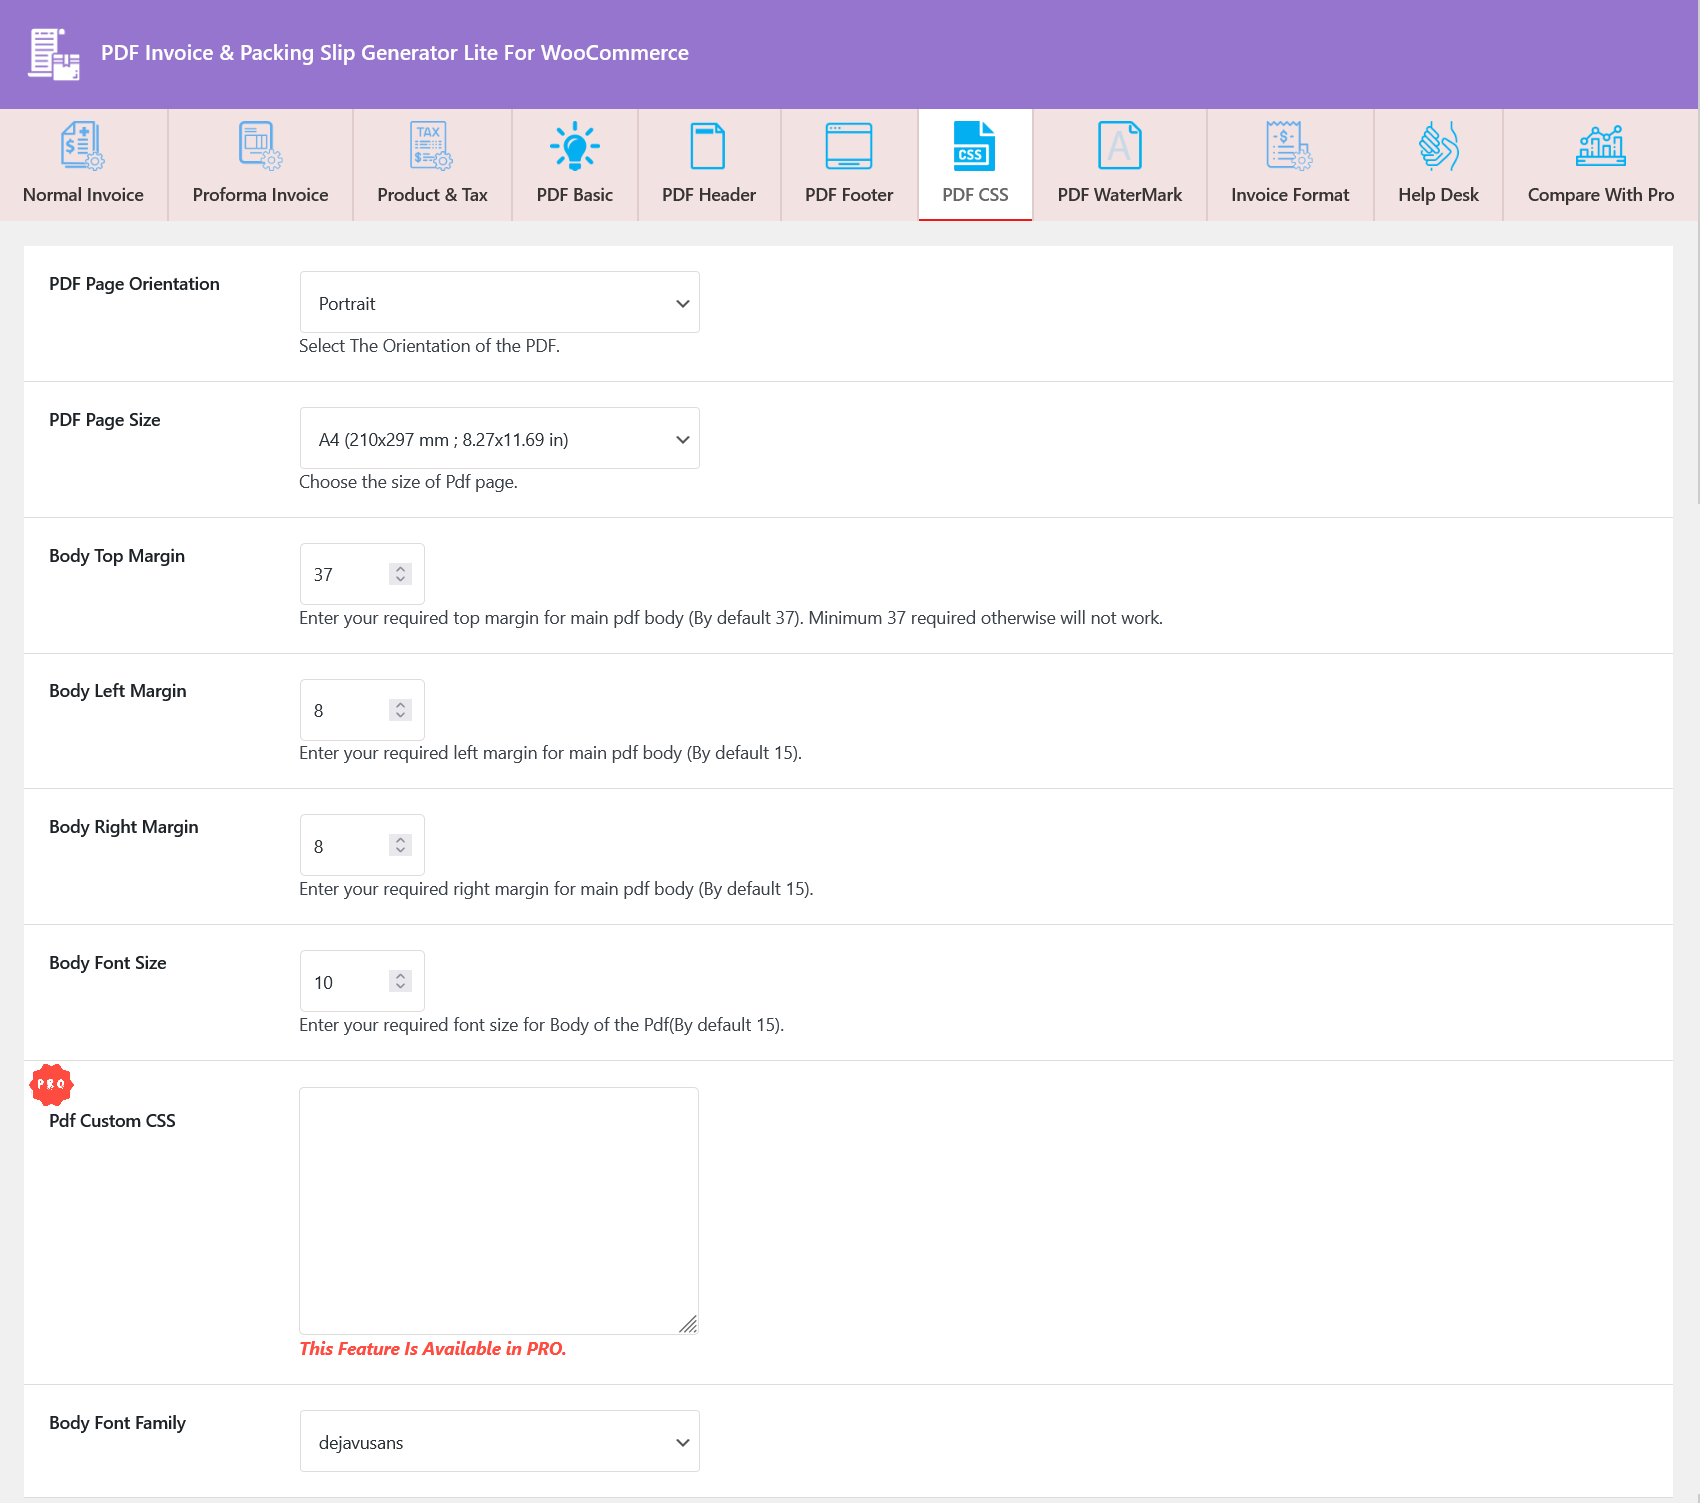 PDF Invoice & Packing Slip Generator Lite For WooCommerce
TAX
$
CSS
A
$
Normal Invoice
Proforma Invoice
Product & Tax
PDF Basic
PDF Header
PDF Footer
PDF CSS
PDF WaterMark
Invoice Format
Help Desk
Compare With Pro
PDF Page Orientation
Portrait
Select The Orientation of the PDF.
PDF Page Size
A4 (210x297 mm ; 8.27x11.69 in)
Choose the size of Pdf page.
Body Top Margin
37
Enter your required top margin for main pdf body (By default 37). Minimum 37 required otherwise will not work.
Body Left Margin
8
Enter your required left margin for main pdf body (By default 15).
Body Right Margin
8
Enter your required right margin for main pdf body (By default 15).
Body Font Size
10
Enter your required font size for Body of the Pdf(By default 15).
PRO
Pdf Custom CSS
This Feature Is Available in PRO.
Body Font Family
dejavusans